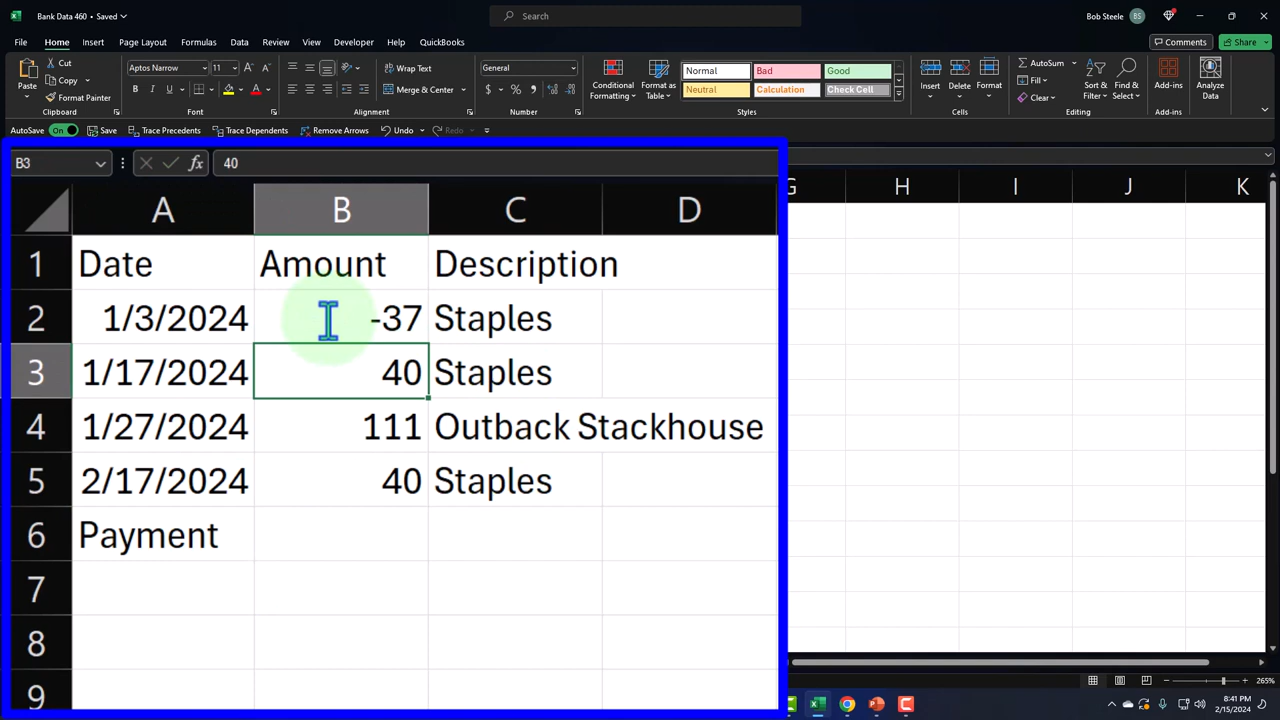 Bank Data 460 • Saved
Search
Bob Steele BS
File Home Insert Page Layout Formulas Data Review View Developer Help QuickBooks Comments Share
Paste Cut Copy Format Painter Clipboard
Aptos Narrow 11 B I U A A A Font
Wrap Text Merge & Center Alignment
General $ % , Number
Conditional Formatting Format as Table
Normal Bad Good
Neutral Calculation Check Cell
Styles
Insert Delete Format Cells
AutoSum Fill Clear Sort & Filter Find & Select Editing
Add-ins Add-ins
Analyze Data
AutoSave On Save Trace Precedents Trace Dependents Remove Arrows Undo Redo
B3 fx 40
A B C D G H I J K
1 Date Amount Description
2 1/3/2024 -37 Staples
3 1/17/2024 40 Staples
4 1/27/2024 111 Outback Stackhouse
5 2/17/2024 40 Staples
6 Payment
7
8
9
265%
8:41 PM
2/15/2024